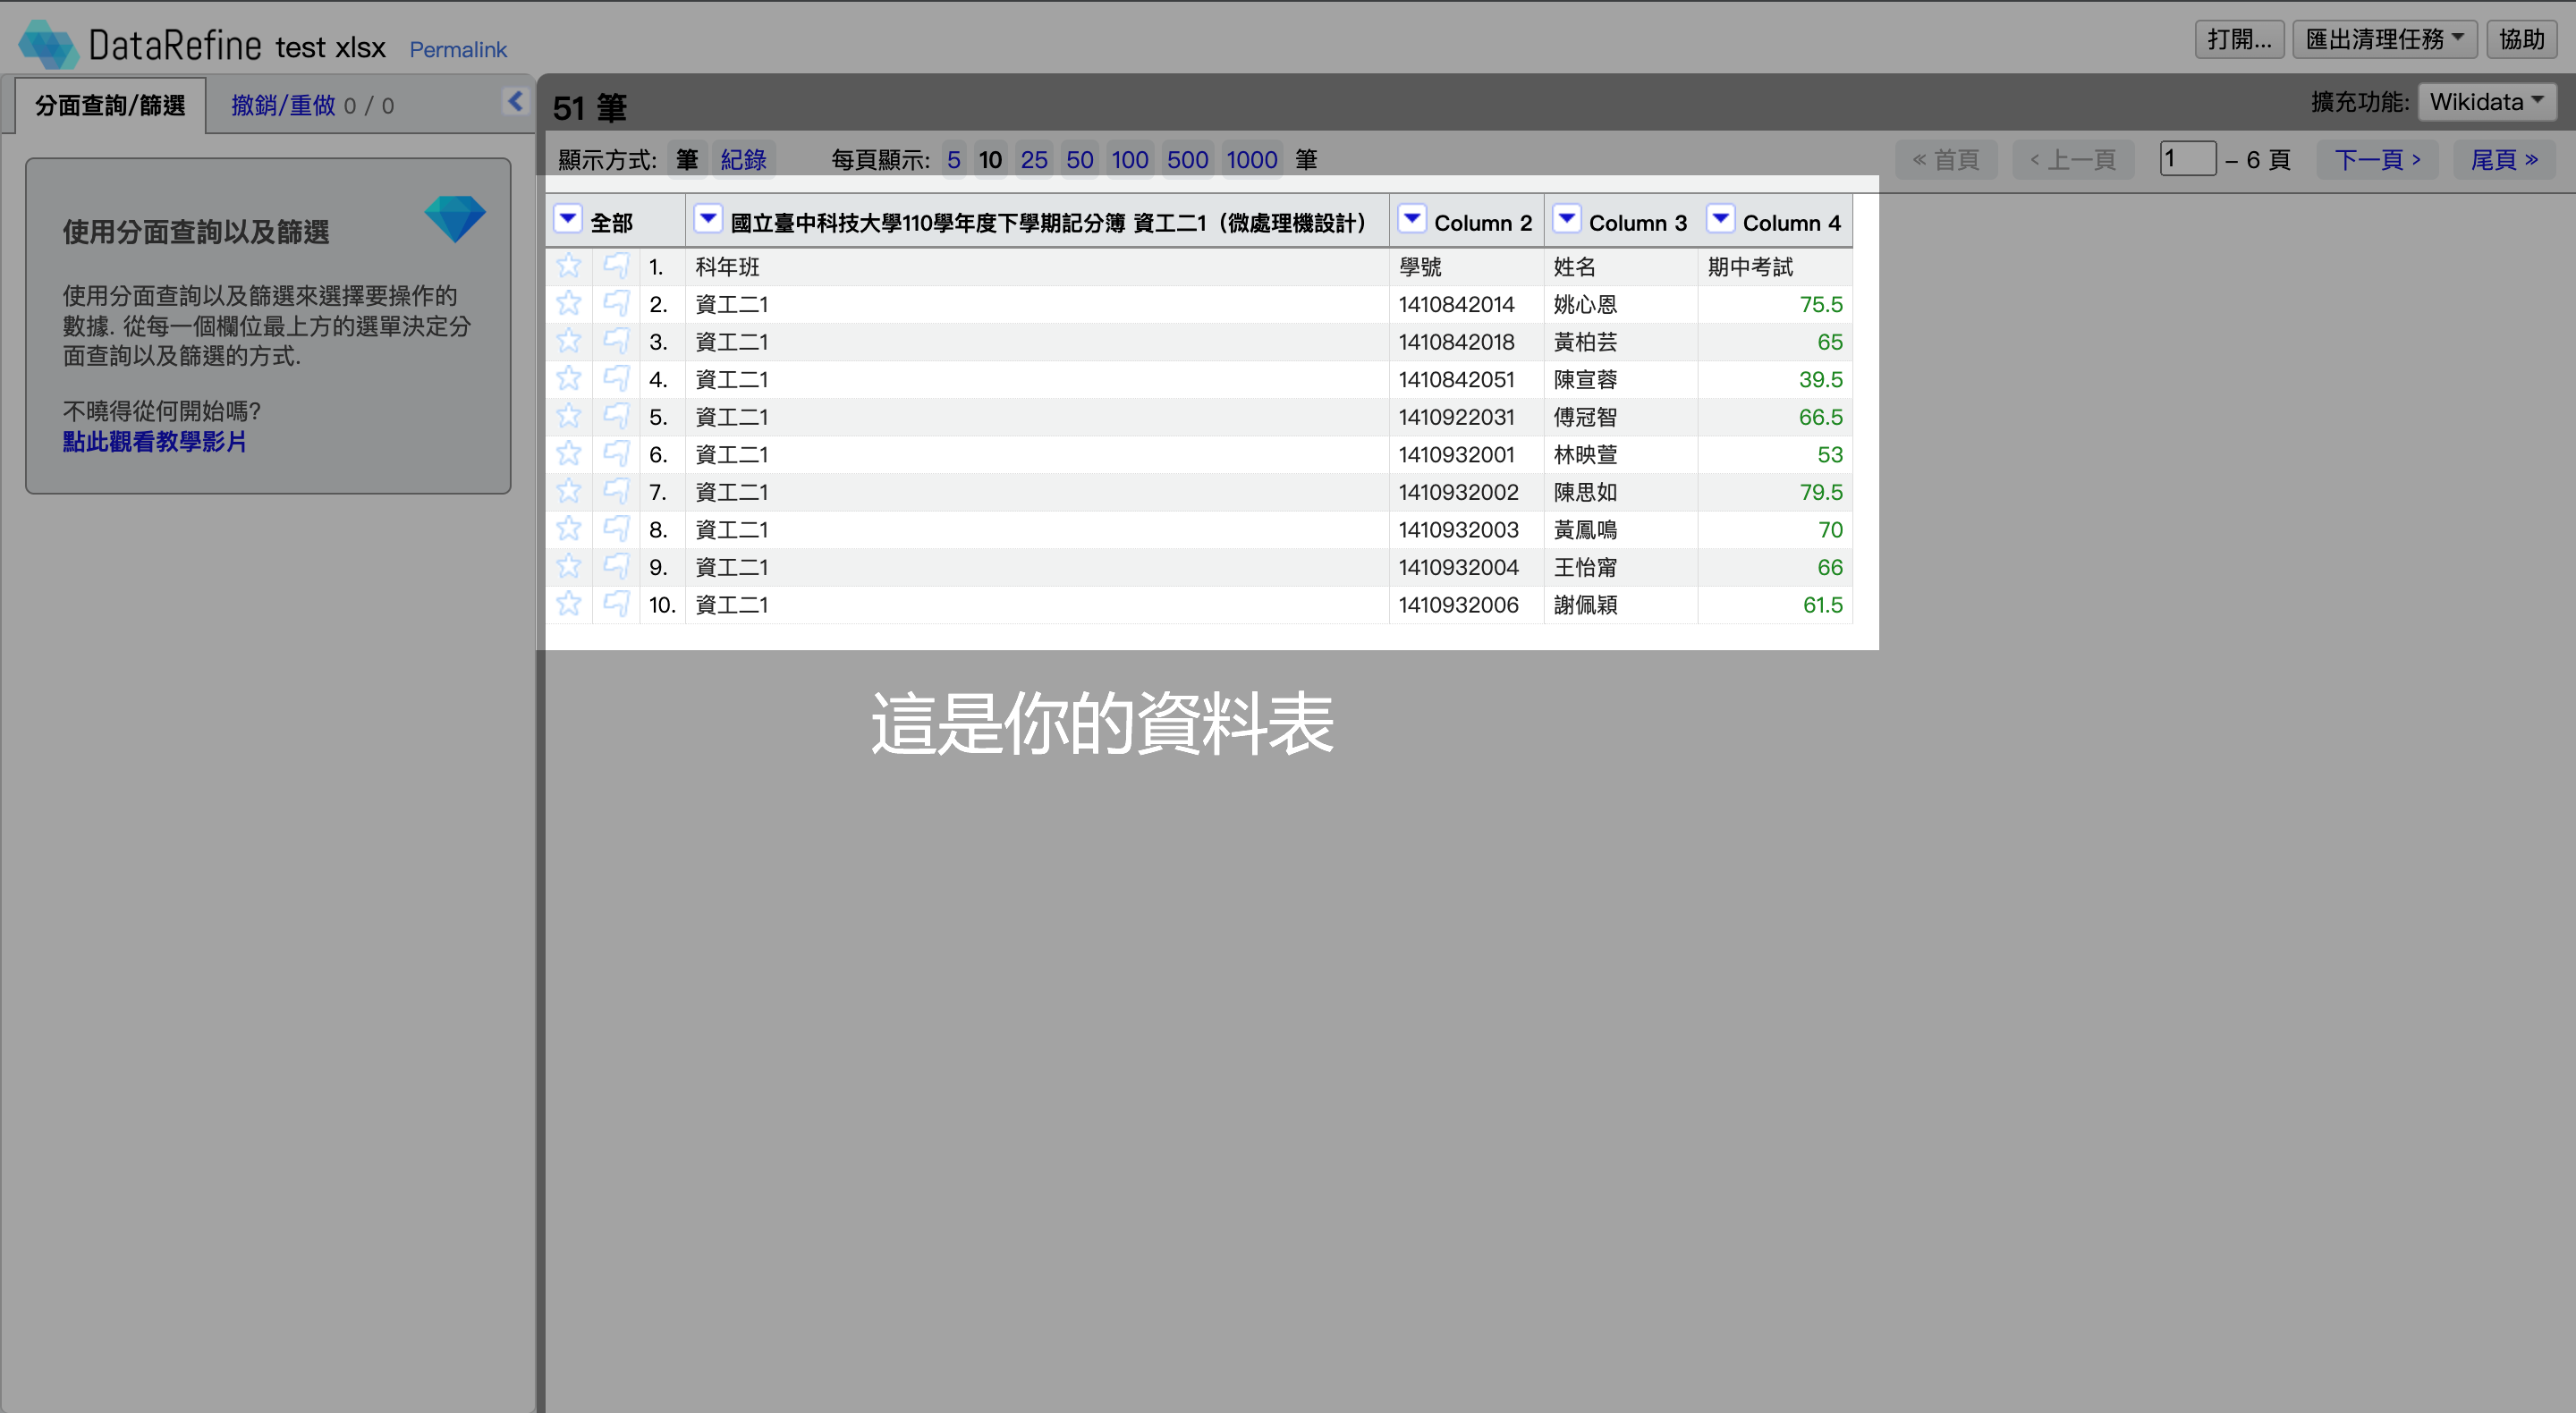 DataRefine test xlsx Permalink
打開... 匯出清理任務 協助
分面查詢/篩選 撤銷/重做 0 / 0
使用分面查詢以及篩選
使用分面查詢以及篩選來選擇要操作的
數據. 從每一個欄位最上方的選單決定分
面查詢以及篩選的方式.
不曉得從何開始嗎?
點此觀看教學影片
51 筆
擴充功能: Wikidata
顯示方式: 筆 紀錄 每頁顯示: 5 10 25 50 100 500 1000 筆
« 首頁 ‹ 上一頁 1 – 6 頁 下一頁 › 尾頁 »
全部 國立臺中科技大學110學年度下學期記分簿 資工二1（微處理機設計） Column 2 Column 3 Column 4
1. 科年班 學號 姓名 期中考試
2. 資工二1 1410842014 姚心恩 75.5
3. 資工二1 1410842018 黃柏芸 65
4. 資工二1 1410842051 陳宣蓉 39.5
5. 資工二1 1410922031 傅冠智 66.5
6. 資工二1 1410932001 林映萱 53
7. 資工二1 1410932002 陳思如 79.5
8. 資工二1 1410932003 黃鳳鳴 70
9. 資工二1 1410932004 王怡甯 66
10. 資工二1 1410932006 謝佩穎 61.5
這是你的資料表